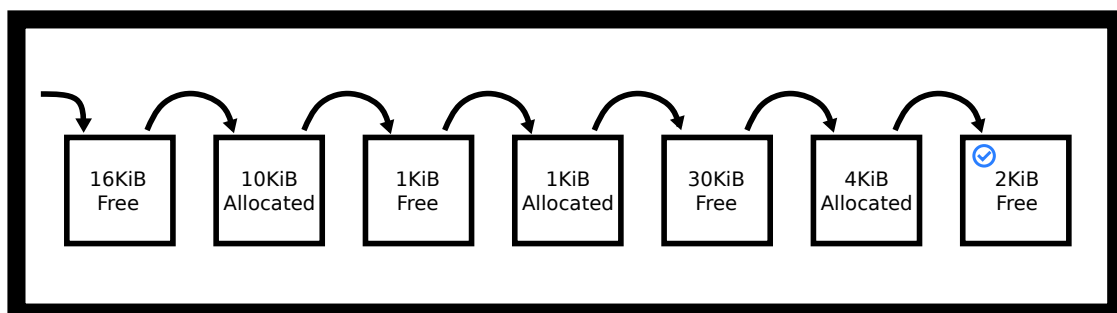 16KiB
Free
10KiB
Allocated
1KiB
Free
1KiB
Allocated
30KiB
Free
4KiB
Allocated
2KiB
Free